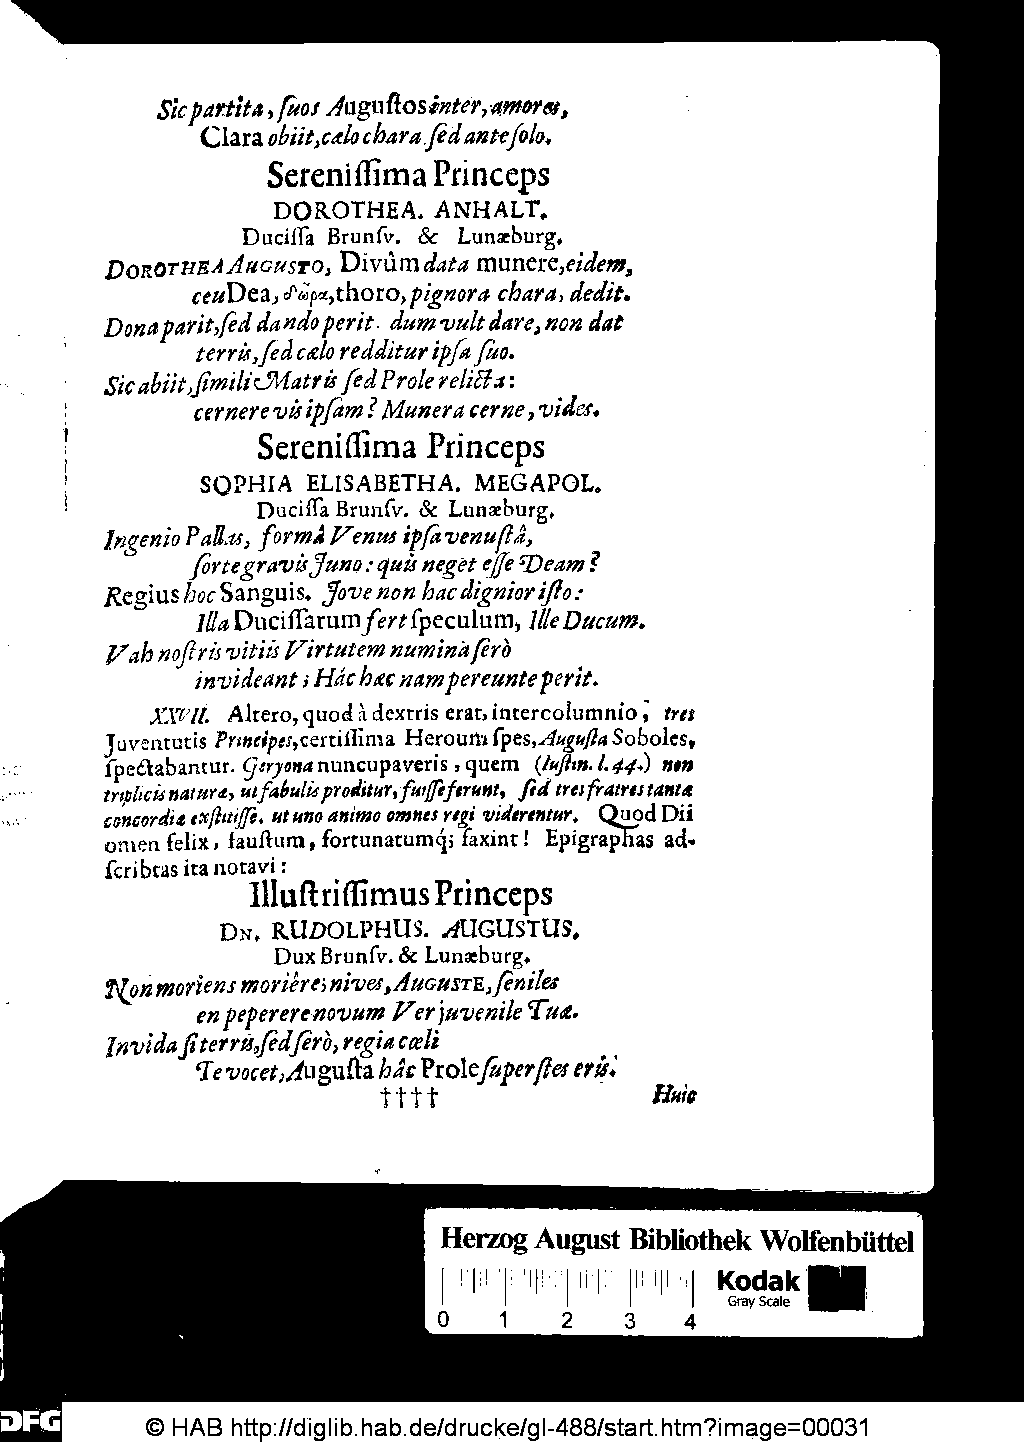 Sic partita, ſuos Auguſtos inter, amores,
Clara obiit, cælo chara ſed ante ſolo.
Sereniſſima Princeps
DOROTHEA. ANHALT.
Duciſſa Brunſv. & Lunæburg.
DOROTHEA AUGUSTO, Divûm data munere, eidem,
ceu Dea, δῶρα, thoro, pignora chara, dedit.
Dona parit, ſed dando perit. dum vult dare, non dat
terris, ſed cælo redditur ipſa ſuo.
Sic abiit, ſimili Matris ſed Prole relicta:
cernere vis ipſam? Munera cerne, vides.
Sereniſſima Princeps
SOPHIA ELISABETHA. MEGAPOL.
Duciſſa Brunſv. & Lunæburg.
Ingenio Pallas, formâ Venus ipſa venuſtâ,
forte gravis Juno: quis neget eſſe Deam?
Regius hoc Sanguis. Jove non hac dignior iſto:
Illa Duciſſarum fert ſpeculum, Ille Ducum.
Vah noſtris vitiis Virtutem numina ſerò
invideant; Hác hæc nam pereunte perit.
XXVII. Altero, quod à dextris erat, intercolumnio, tres
Juventutis Principes, certiſſima Heroum ſpes, Auguſta Soboles,
ſpectabantur. Geryona nuncupaveris, quem (Juſtin. l. 44.) non
triplicis naturæ, ut fabulis proditur, fuiſſe ferunt, ſed tres fratres tantæ
concordiæ exſtitiſſe, ut uno animo omnes regi viderentur. Quod Dii
omen felix, fauſtum, fortunatumq́; faxint! Epigraphas ad-
ſcribtas ita notavi:
Illuſtriſſimus Princeps
DN. RUDOLPHUS. AUGUSTUS.
Dux Brunſv. & Lunæburg.
Non moriens moriêre; nives, AUGUSTE, ſeniles
en peperere novum Ver juvenile Tuæ.
Invida ſi terris, ſed ſerò, regia cœli
Te vocet, Auguſta hâc Prole ſuperſtes eris.
†††† Huic
Herzog August Bibliothek Wolfenbüttel
Kodak
Gray Scale
0 1 2 3 4
DFG
© HAB http://diglib.hab.de/drucke/gl-488/start.htm?image=00031